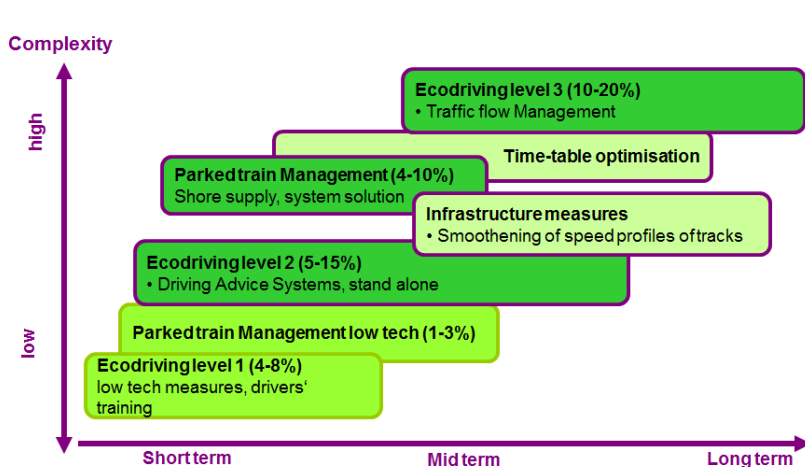 Complexity
high
Ecodriving level 3 (10-20%)
• Traffic flow Management
Time-table optimisation
Parked train Management (4-10%)
Shore supply, system solution
Infrastructure measures
• Smoothening of speed profiles of tracks
Ecodriving level 2 (5-15%)
• Driving Advice Systems, stand alone
low
Parked train Management low tech (1-3%)
Ecodriving level 1 (4-8%)
low tech measures, drivers‘
training
Short term
Mid term
Long term